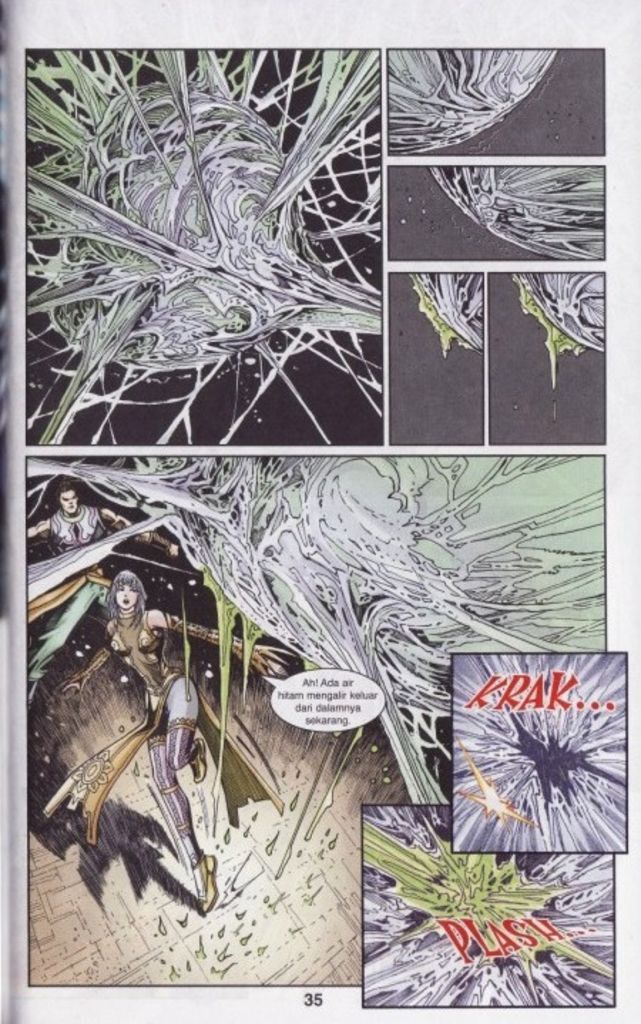 Ah! Ada air
hitam mengalir keluar
dari dalamnya
sekarang.
KRAK...
PLASH...
35